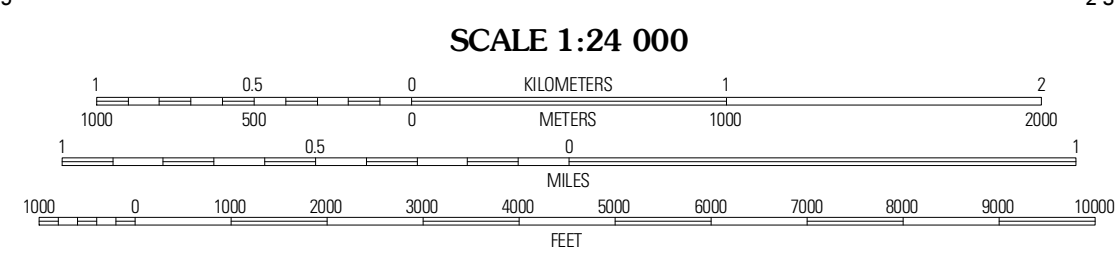 SCALE 1:24 000
1 0.5 0 KILOMETERS 1 2
1000 500 0 METERS 1000 2000
1 0.5 0 1
MILES
1000 0 1000 2000 3000 4000 5000 6000 7000 8000 9000 10000
FEET